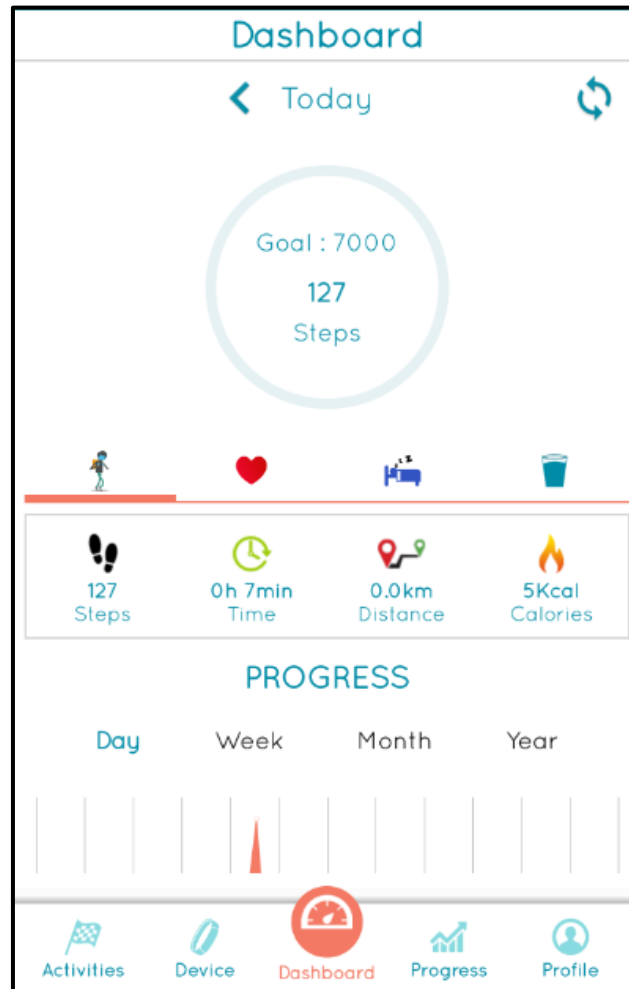 Dashboard
Today
Goal : 7000
127
Steps
127 0h 7min 0.0km 5Kcal
Steps Time Distance Calories
PROGRESS
Day Week Month Year
Activities Device Dashboard Progress Profile